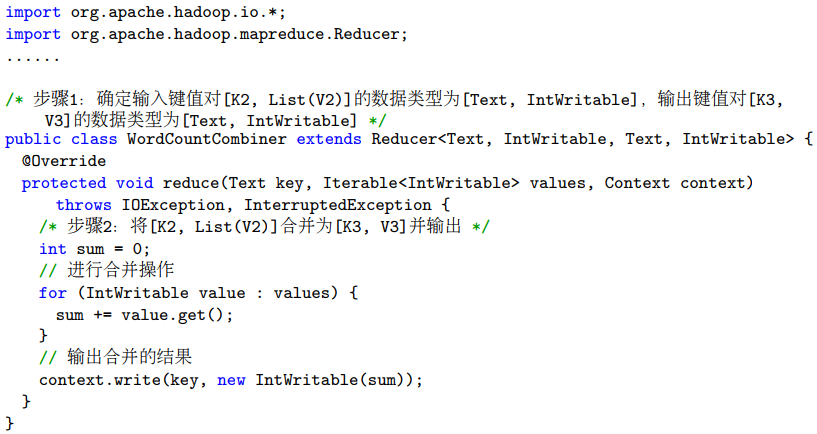 import org.apache.hadoop.io.*;
import org.apache.hadoop.mapreduce.Reducer;
......
/* 步骤1：确定输入键值对[K2, List(V2)]的数据类型为[Text, IntWritable]，输出键值对[K3,
V3]的数据类型为[Text, IntWritable] */
public class WordCountCombiner extends Reducer<Text, IntWritable, Text, IntWritable> {
@Override
protected void reduce(Text key, Iterable<IntWritable> values, Context context)
throws IOException, InterruptedException {
/* 步骤2：将[K2, List(V2)]合并为[K3, V3]并输出 */
int sum = 0;
// 进行合并操作
for (IntWritable value : values) {
sum += value.get();
}
// 输出合并的结果
context.write(key, new IntWritable(sum));
}
}